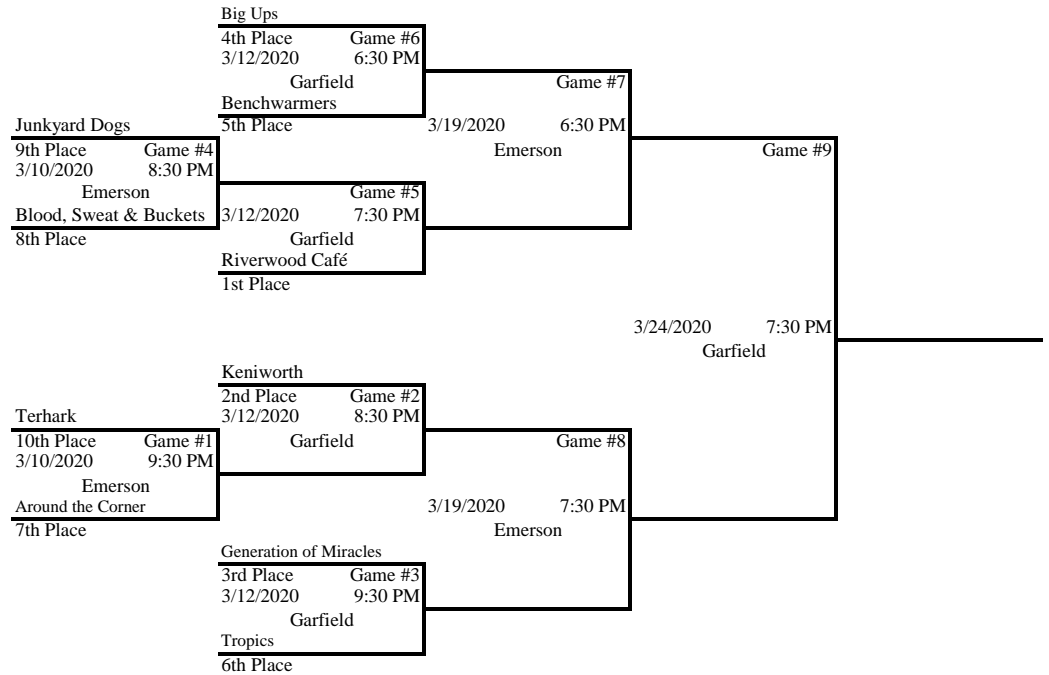 Big Ups
4th Place Game #6
3/12/2020 6:30 PM
Garfield
Game #7
Benchwarmers
Junkyard Dogs
5th Place
3/19/2020 6:30 PM
9th Place Game #4
Emerson
Game #9
3/10/2020 8:30 PM
Emerson
Game #5
Blood, Sweat & Buckets
3/12/2020 7:30 PM
8th Place
Garfield
Riverwood Café
1st Place
3/24/2020 7:30 PM
Garfield
Keniworth
2nd Place Game #2
Terhark
3/12/2020 8:30 PM
10th Place Game #1
Garfield
Game #8
3/10/2020 9:30 PM
Emerson
Around the Corner
3/19/2020 7:30 PM
7th Place
Emerson
Generation of Miracles
3rd Place Game #3
3/12/2020 9:30 PM
Garfield
Tropics
6th Place